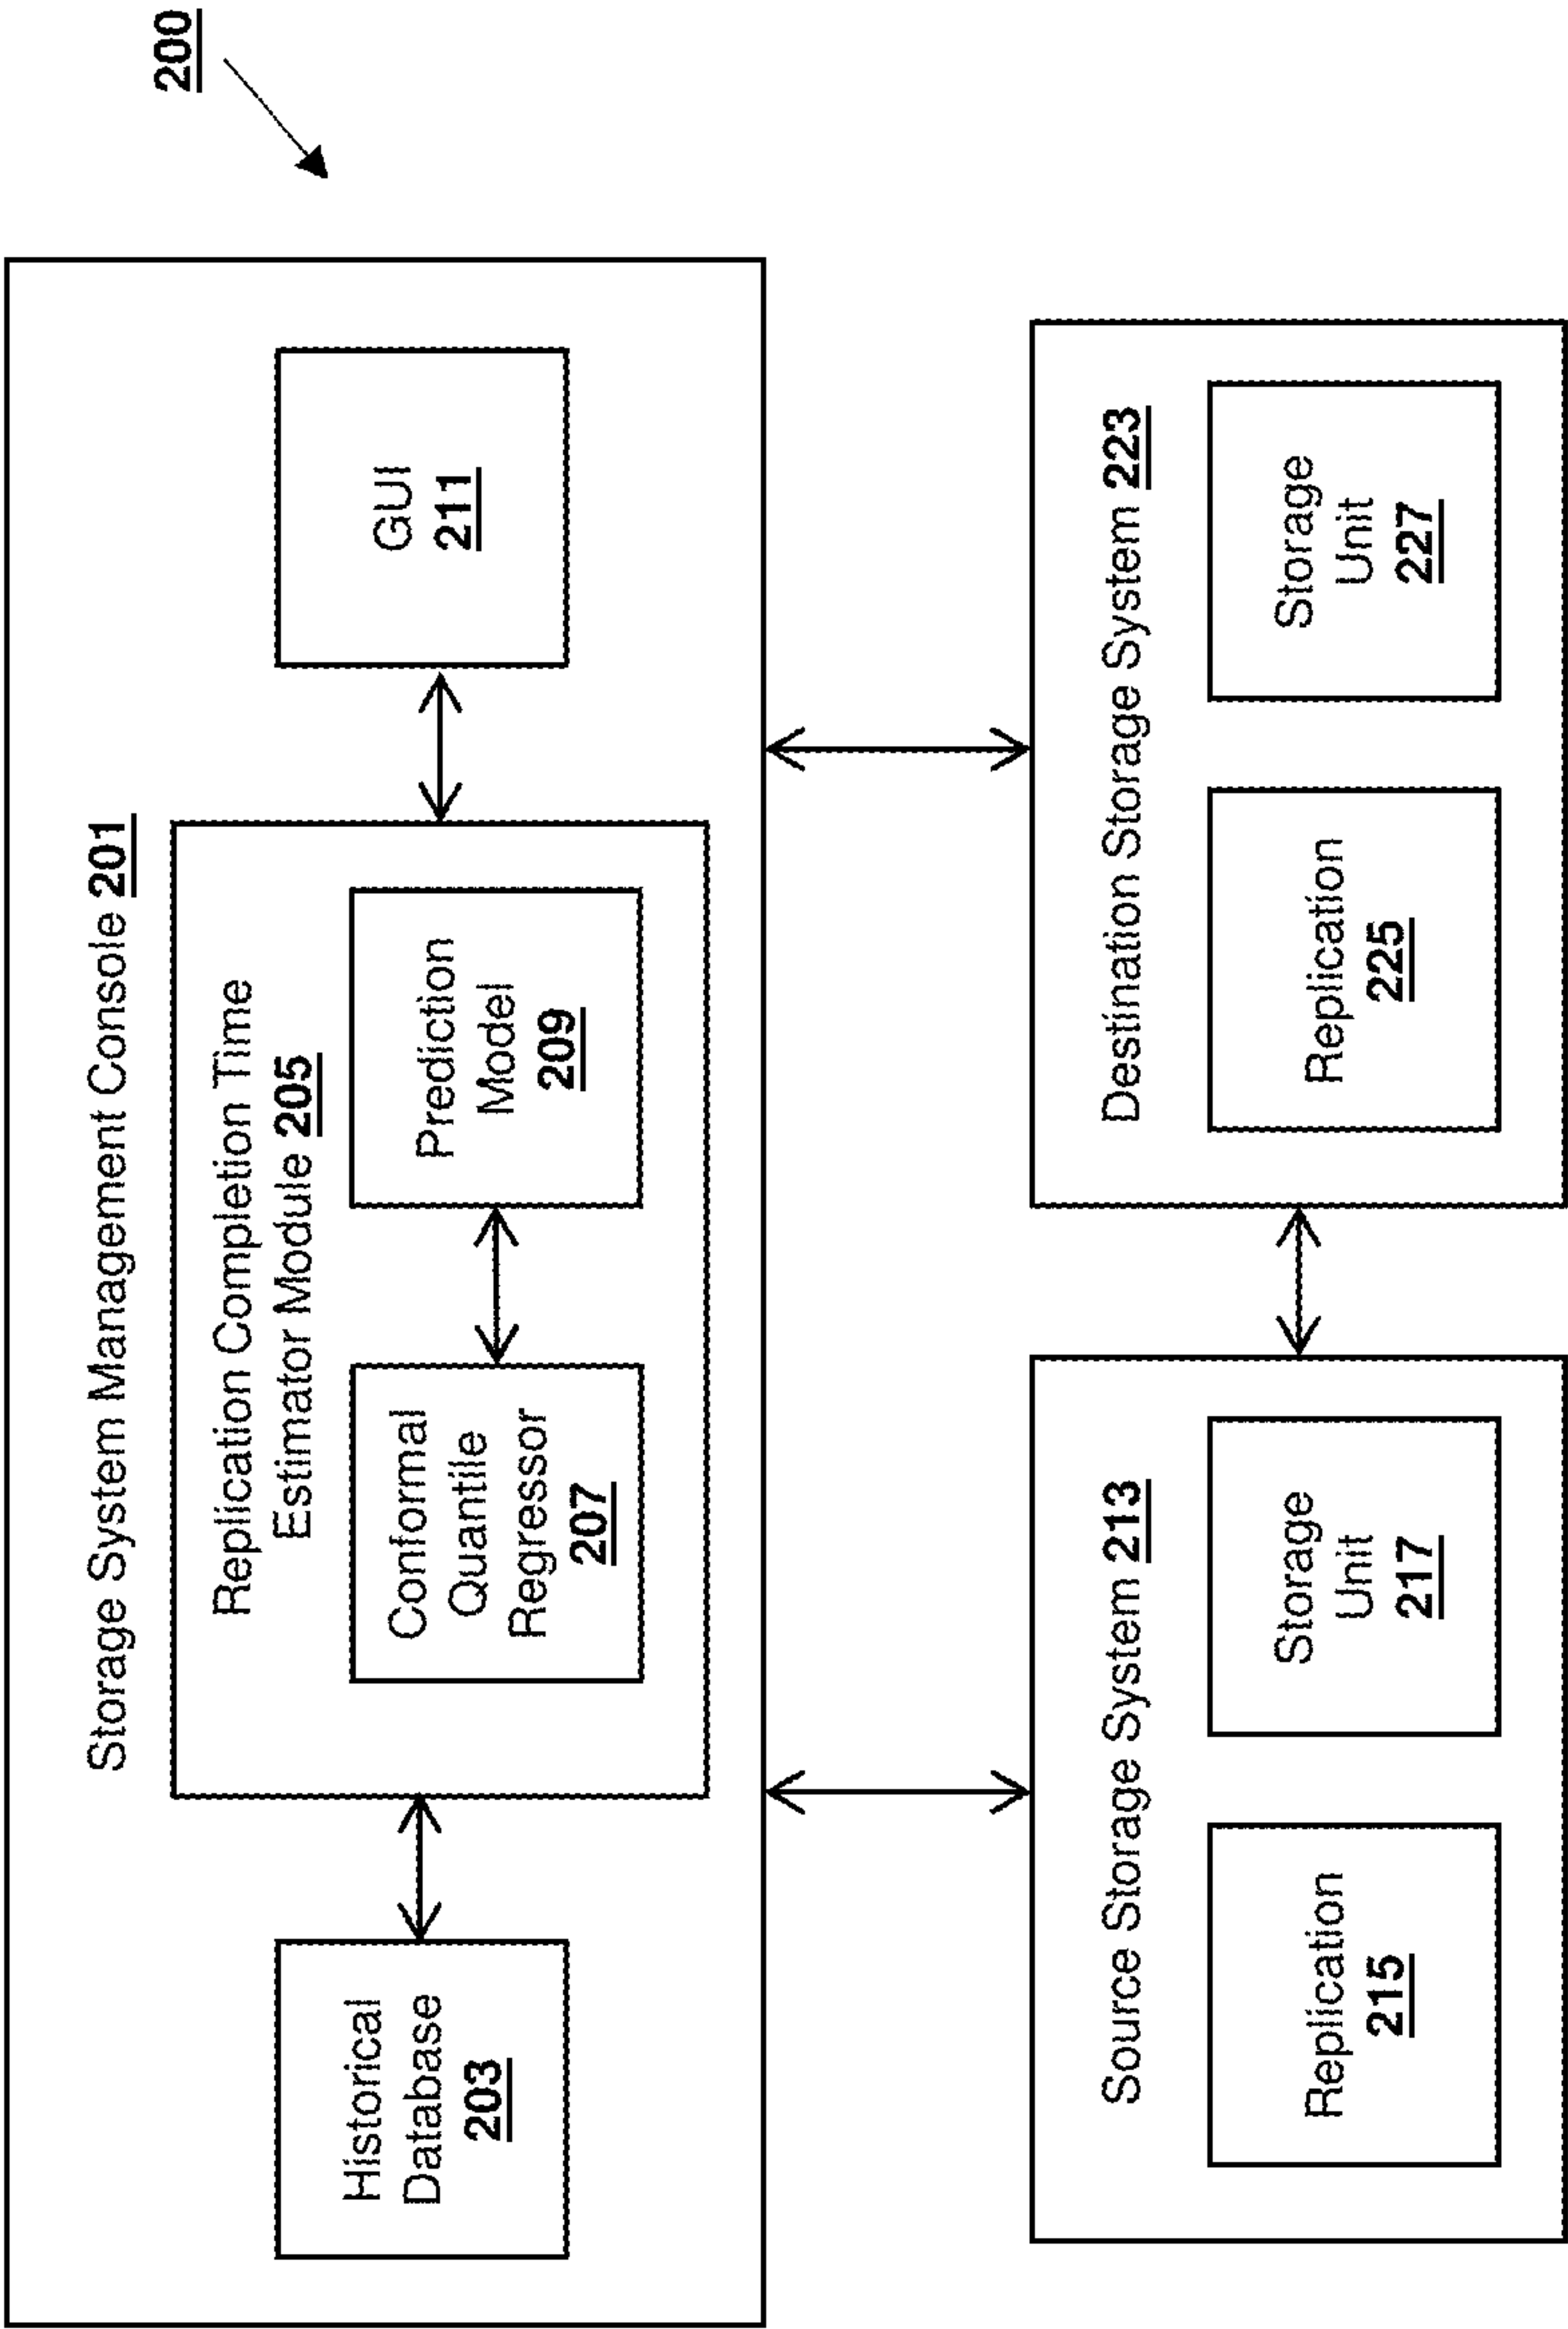 200
Storage System Management Console 201
Historical
Database
203
Replication Completion Time
Estimator Module 205
Conformal
Quantile
Regressor
207
Prediction
Model
209
GUI
211
Source Storage System 213
Replication
215
Storage
Unit
217
Destination Storage System 223
Replication
225
Storage
Unit
227